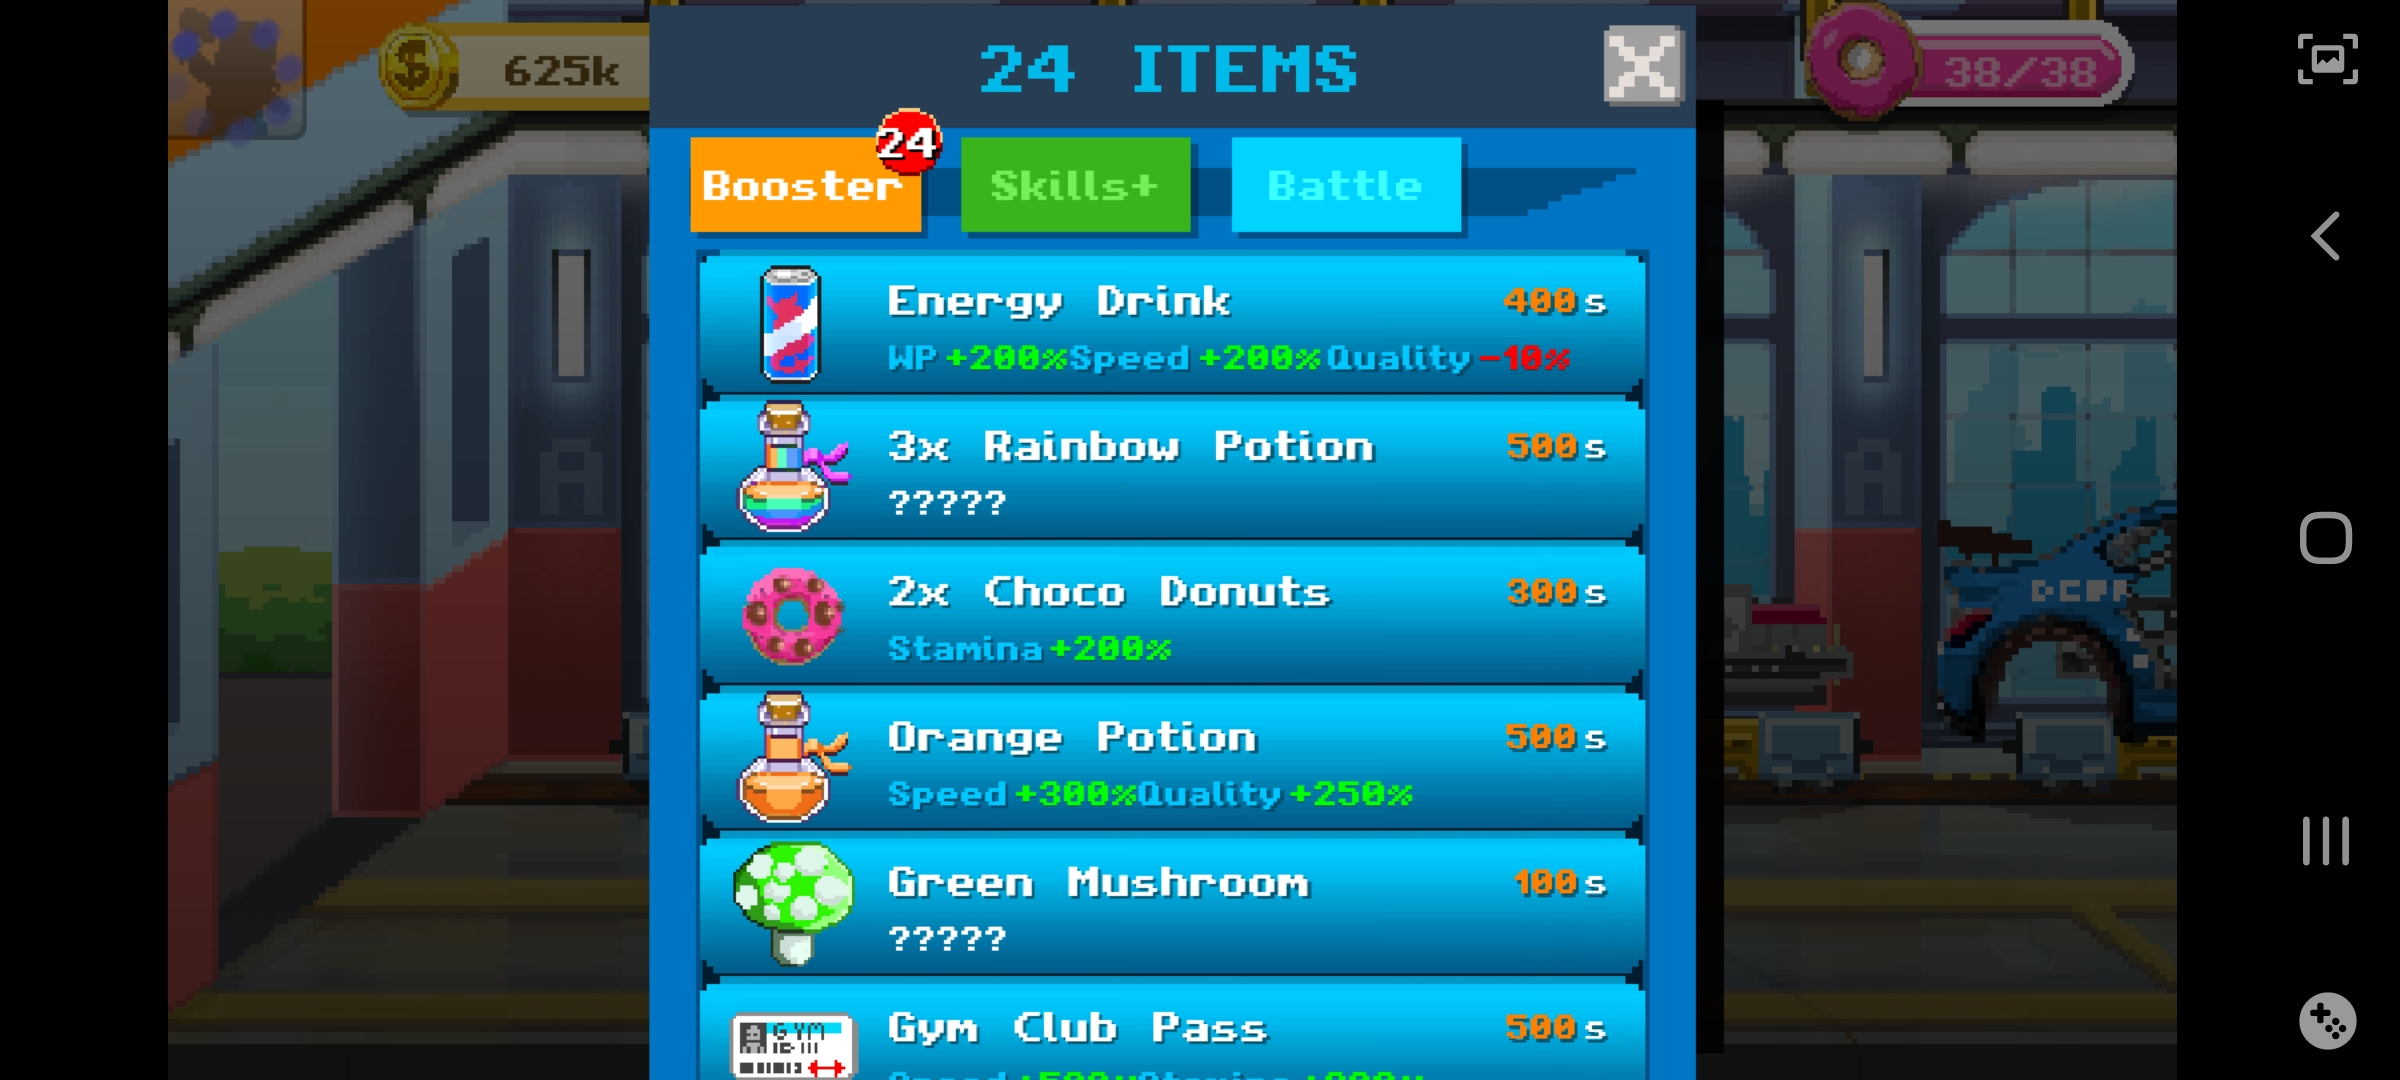 625k
24 ITEMS
38/38
24
Booster
Skills+
Battle
Energy Drink 400s
WP +200% Speed +200% Quality -10%
3x Rainbow Potion 500s
?????
2x Choco Donuts 300s
Stamina +200%
Orange Potion 500s
Speed +300% Quality +250%
Green Mushroom 100s
?????
GYM
Gym Club Pass 500s
A
A